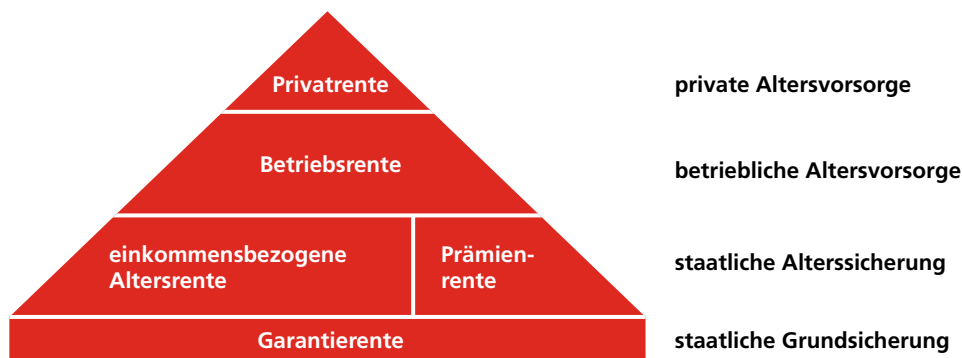 Privatrente
private Altersvorsorge
Betriebsrente
betriebliche Altersvorsorge
einkommensbezogene
Altersrente
Prämien-
rente
staatliche Alterssicherung
Garantierente
staatliche Grundsicherung